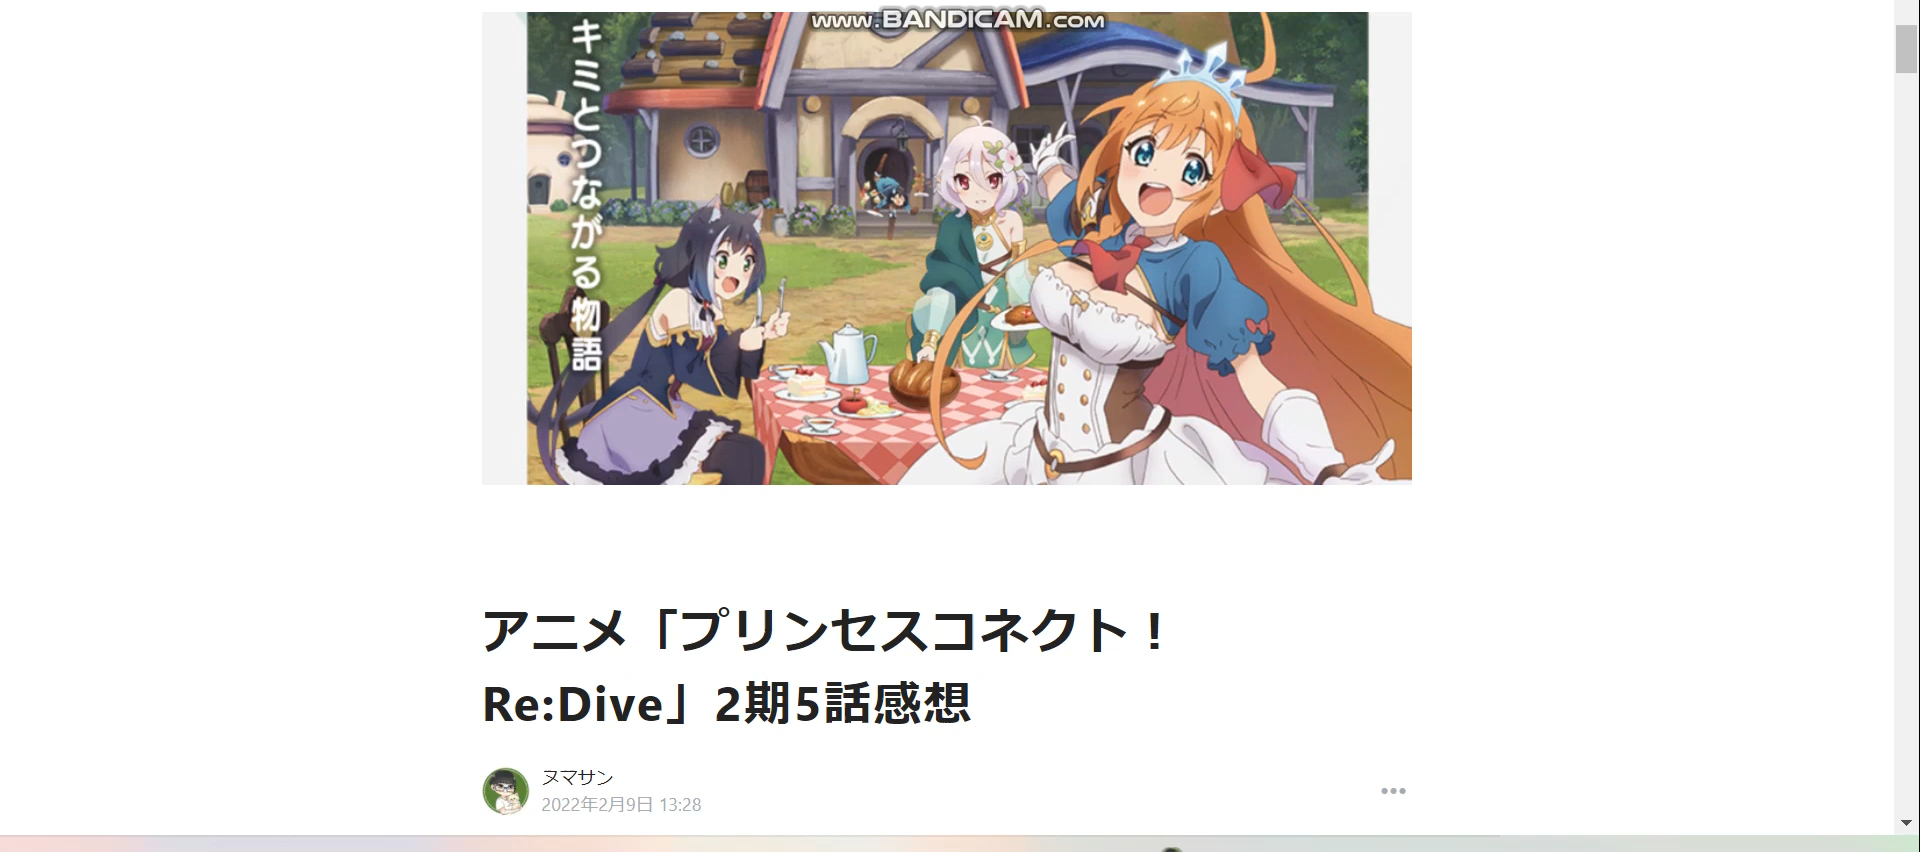 www.BANDICAM.COM
キミとつながる物語
アニメ「プリンセスコネクト！
Re:Dive」2期5話感想
ヌマサン
2022年2月9日 13:28